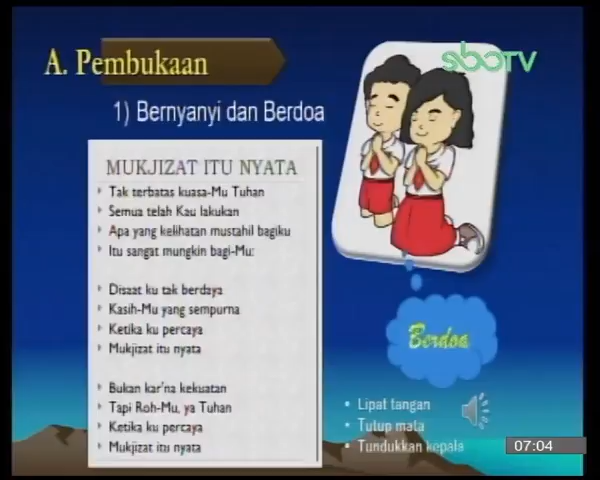 sboTV
A. Pembukaan
1) Bernyanyi dan Berdoa
MUKJIZAT ITU NYATA
Tak terbatas kuasa-Mu Tuhan
Semua telah Kau lakukan
Apa yang kelihatan mustahil bagiku
Itu sangat mungkin bagi-Mu:
Disaat ku tak berdaya
Kasih-Mu yang sempurna
Ketika ku percaya
Mukjizat itu nyata
Bukan kar'na kekuatan
Tapi Roh-Mu, ya Tuhan
Ketika ku percaya
Mukjizat itu nyata
Berdoa
• Lipat tangan
• Tutup mata
• Tundukkan kepala
07:04